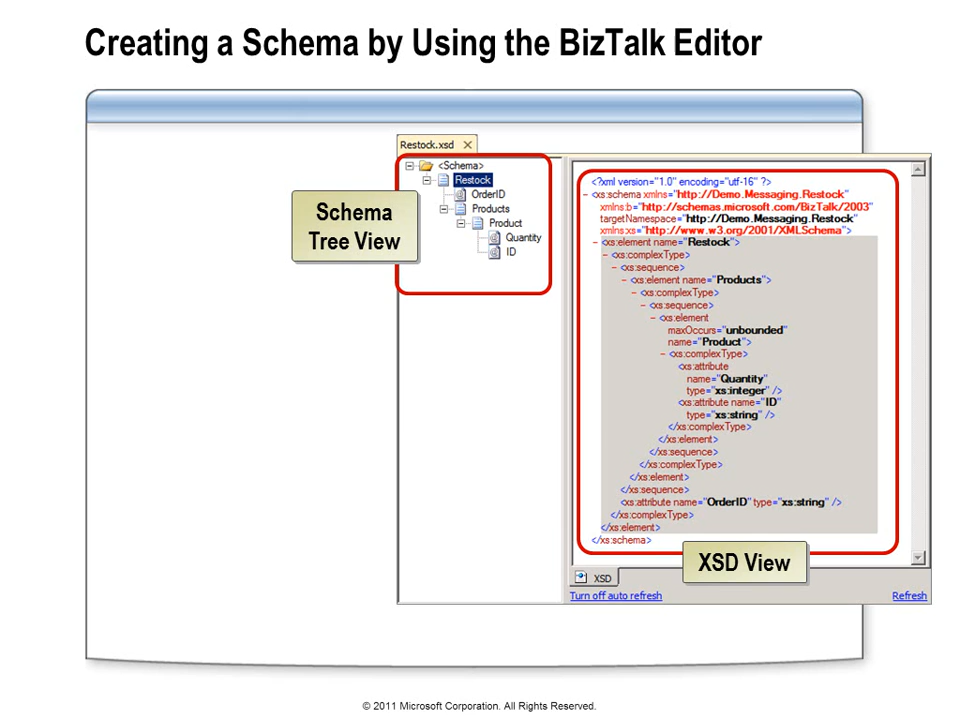 Creating a Schema by Using the BizTalk Editor
Restock.xsd
<Schema>
Restock
OrderID
Products
Product
Quantity
ID
Schema
Tree View
<?xml version="1.0" encoding="utf-16" ?>
- <xs:schema xmlns="http://Demo.Messaging.Restock"
xmlns:b="http://schemas.microsoft.com/BizTalk/2003"
targetNamespace="http://Demo.Messaging.Restock"
xmlns:xs="http://www.w3.org/2001/XMLSchema">
- <xs:element name="Restock">
- <xs:complexType>
- <xs:sequence>
- <xs:element name="Products">
- <xs:complexType>
- <xs:sequence>
- <xs:element
maxOccurs="unbounded"
name="Product">
- <xs:complexType>
<xs:attribute
name="Quantity"
type="xs:integer" />
<xs:attribute name="ID"
type="xs:string" />
</xs:complexType>
</xs:element>
</xs:sequence>
</xs:complexType>
</xs:element>
</xs:sequence>
<xs:attribute name="OrderID" type="xs:string" />
</xs:complexType>
</xs:element>
</xs:schema>
XSD View
XSD
Turn off auto refresh
Refresh
© 2011 Microsoft Corporation. All Rights Reserved.